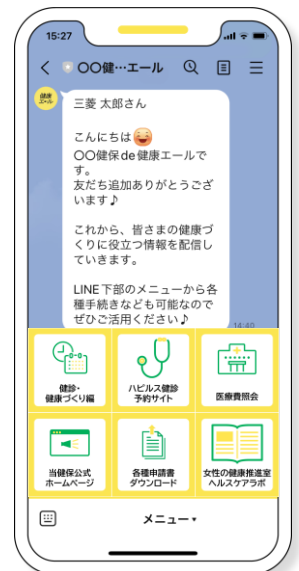 15:27
〇〇健…エール
健康
エール
三菱 太郎さん
こんにちは
〇〇健保de健康エールで
す。
友だち追加ありがとうござ
います♪
これから、皆さまの健康づ
くりに役立つ情報を配信し
ていきます。
LINE下部のメニューから各
種手続きなども可能なので
ぜひご活用ください♪
14:40
健診・
健康づくり編
ハピルス健診
予約サイト
医療費照会
当健保公式
ホームページ
各種申請書
ダウンロード
女性の健康推進室
ヘルスケアラボ
メニュー▾